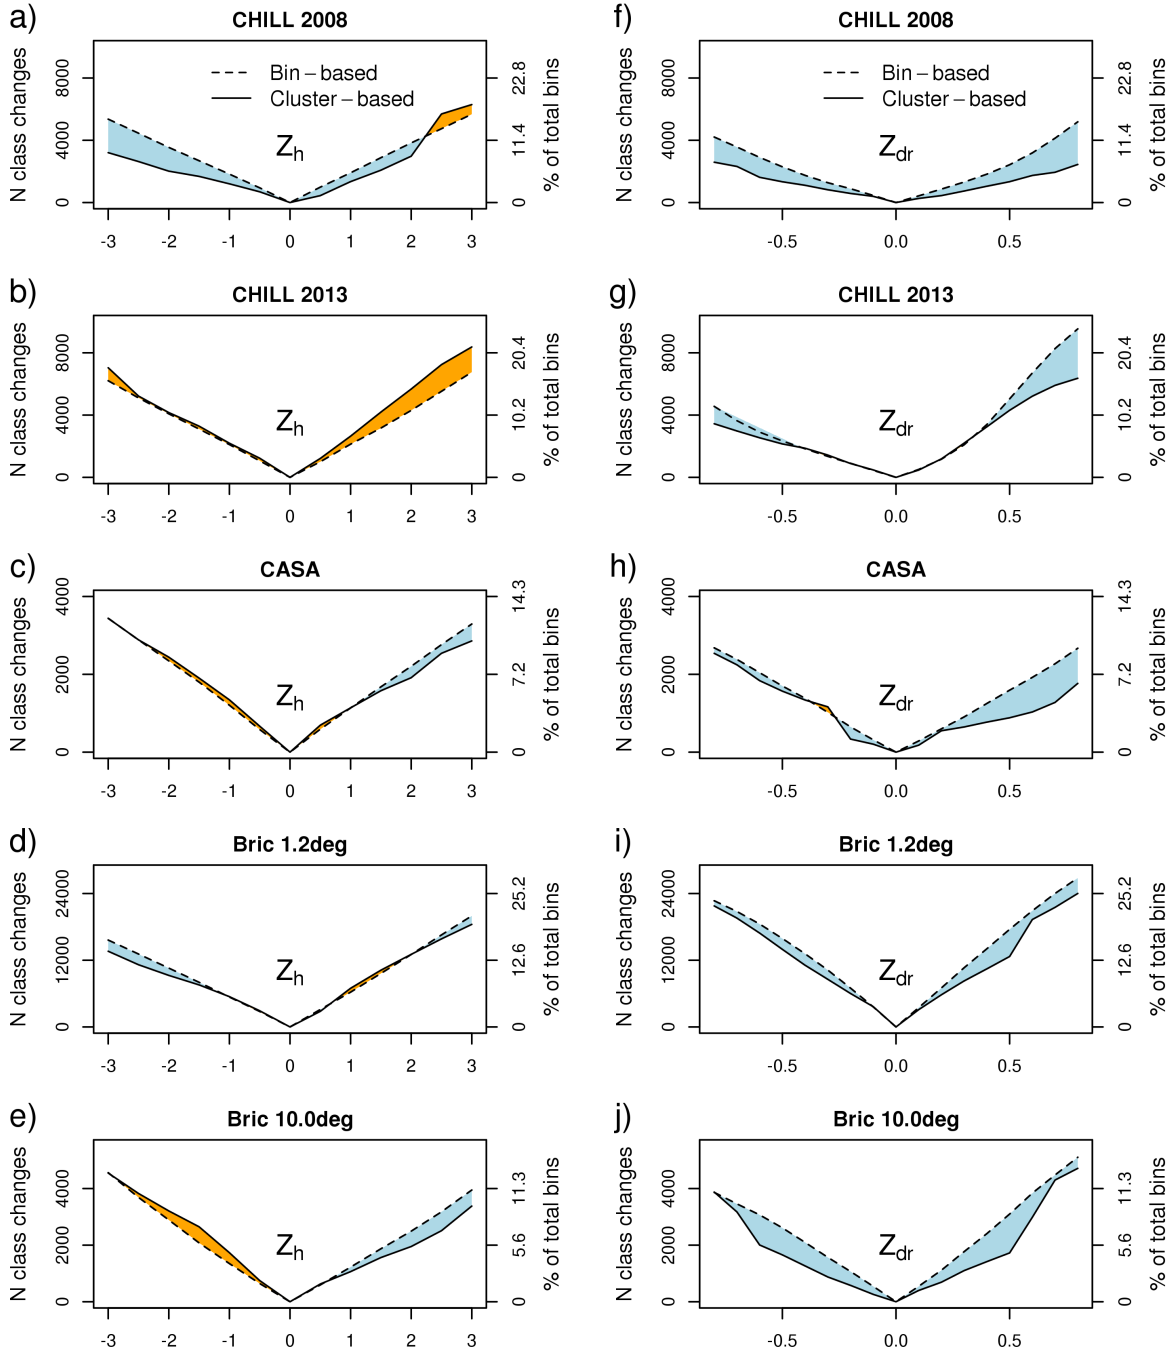 a)
CHILL 2008
N class changes
% of total bins
0 4000 8000
0 11.4 22.8
Bin – based
Cluster – based
Zh
-3 -2 -1 0 1 2 3
f)
CHILL 2008
N class changes
% of total bins
0 4000 8000
0 11.4 22.8
Bin – based
Cluster – based
Zdr
-0.5 0.0 0.5
b)
CHILL 2013
N class changes
% of total bins
0 4000 8000
0 10.2 20.4
Zh
-3 -2 -1 0 1 2 3
g)
CHILL 2013
N class changes
% of total bins
0 4000 8000
0 10.2 20.4
Zdr
-0.5 0.0 0.5
c)
CASA
N class changes
% of total bins
0 2000 4000
0 7.2 14.3
Zh
-3 -2 -1 0 1 2 3
h)
CASA
N class changes
% of total bins
0 2000 4000
0 7.2 14.3
Zdr
-0.5 0.0 0.5
d)
Bric 1.2deg
N class changes
% of total bins
0 12000 24000
0 12.6 25.2
Zh
-3 -2 -1 0 1 2 3
i)
Bric 1.2deg
N class changes
% of total bins
0 12000 24000
0 12.6 25.2
Zdr
-0.5 0.0 0.5
e)
Bric 10.0deg
N class changes
% of total bins
0 2000 4000
0 5.6 11.3
Zh
-3 -2 -1 0 1 2 3
j)
Bric 10.0deg
N class changes
% of total bins
0 2000 4000
0 5.6 11.3
Zdr
-0.5 0.0 0.5